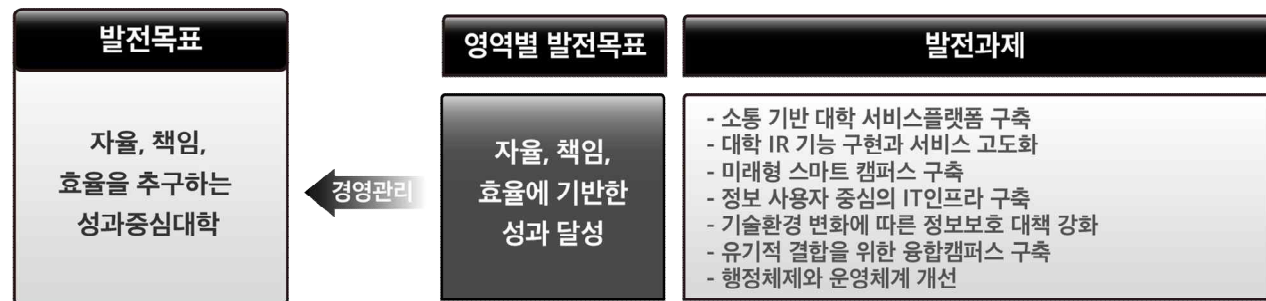 발전목표
자율, 책임,
효율을 추구하는
성과중심대학
경영관리
영역별 발전목표
자율, 책임,
효율에 기반한
성과 달성
발전과제
- 소통 기반 대학 서비스플랫폼 구축
- 대학 IR 기능 구현과 서비스 고도화
- 미래형 스마트 캠퍼스 구축
- 정보 사용자 중심의 IT인프라 구축
- 기술환경 변화에 따른 정보보호 대책 강화
- 유기적 결합을 위한 융합캠퍼스 구축
- 행정체제와 운영체계 개선